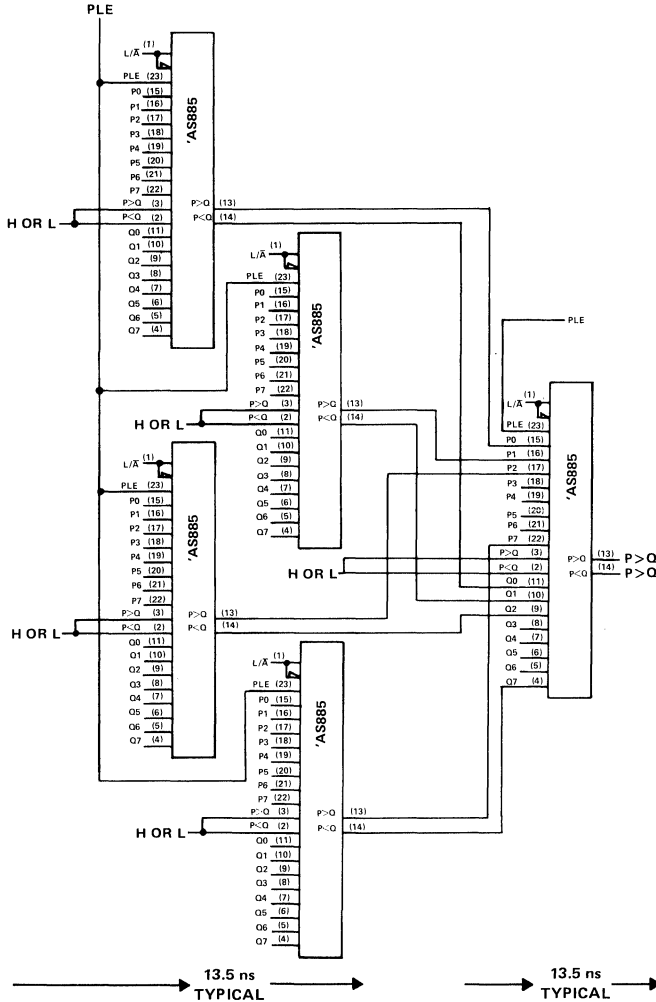 PLE
L/A̅ (1)
PLE (23)
P0 (15)
P1 (16)
P2 (17)
P3 (18)
P4 (19)
P5 (20)
P6 (21)
P7 (22)
P>Q (3)
P<Q (2)
Q0 (11)
Q1 (10)
Q2 (9)
Q3 (8)
Q4 (7)
Q5 (6)
Q6 (5)
Q7 (4)
'AS885
P>Q (13)
P<Q (14)
H OR L
L/A̅ (1)
PLE (23)
P0 (15)
P1 (16)
P2 (17)
P3 (18)
P4 (19)
P5 (20)
P6 (21)
P7 (22)
P>Q (3)
P<Q (2)
Q0 (11)
Q1 (10)
Q2 (9)
Q3 (8)
Q4 (7)
Q5 (6)
Q6 (5)
Q7 (4)
'AS885
P>Q (13)
P<Q (14)
H OR L
L/A̅ (1)
PLE (23)
P0 (15)
P1 (16)
P2 (17)
P3 (18)
P4 (19)
P5 (20)
P6 (21)
P7 (22)
P>Q (3)
P<Q (2)
Q0 (11)
Q1 (10)
Q2 (9)
Q3 (8)
Q4 (7)
Q5 (6)
Q6 (5)
Q7 (4)
'AS885
P>Q (13)
P<Q (14)
H OR L
L/A̅ (1)
PLE (23)
P0 (15)
P1 (16)
P2 (17)
P3 (18)
P4 (19)
P5 (20)
P6 (21)
P7 (22)
P>Q (3)
P<Q (2)
Q0 (11)
Q1 (10)
Q2 (9)
Q3 (8)
Q4 (7)
Q5 (6)
Q6 (5)
Q7 (4)
'AS885
P>Q (13)
P<Q (14)
H OR L
PLE
L/A̅ (1)
PLE (23)
P0 (15)
P1 (16)
P2 (17)
P3 (18)
P4 (19)
P5 (20)
P6 (21)
P7 (22)
P>Q (3)
P<Q (2)
Q0 (11)
Q1 (10)
Q2 (9)
Q3 (8)
Q4 (7)
Q5 (6)
Q6 (5)
Q7 (4)
'AS885
P>Q (13) P>Q
P<Q (14) P>Q
H OR L
13.5 ns
TYPICAL
13.5 ns
TYPICAL